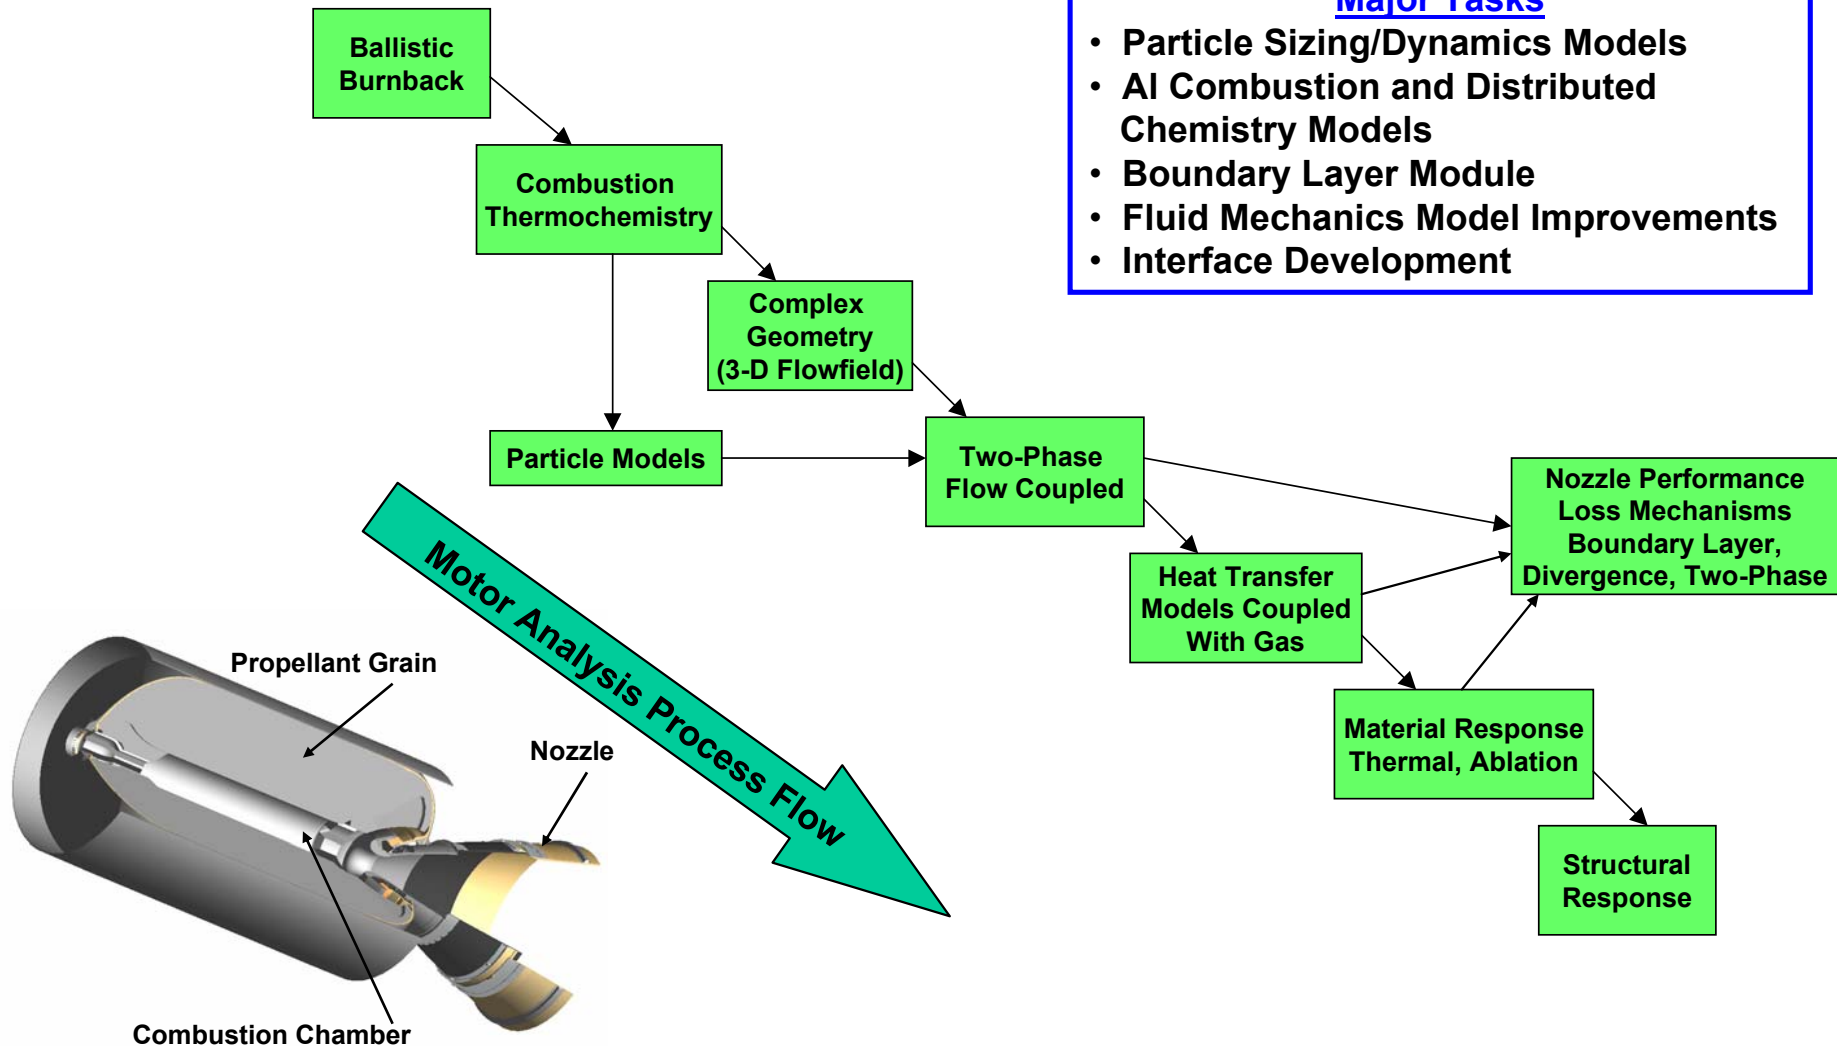 Major Tasks
• Particle Sizing/Dynamics Models
• Al Combustion and Distributed
Chemistry Models
• Boundary Layer Module
• Fluid Mechanics Model Improvements
• Interface Development
Ballistic
Burnback
Combustion
Thermochemistry
Complex
Geometry
(3-D Flowfield)
Particle Models
Two-Phase
Flow Coupled
Nozzle Performance
Loss Mechanisms
Boundary Layer,
Divergence, Two-Phase
Heat Transfer
Models Coupled
With Gas
Material Response
Thermal, Ablation
Structural
Response
Motor Analysis Process Flow
Propellant Grain
Nozzle
Combustion Chamber